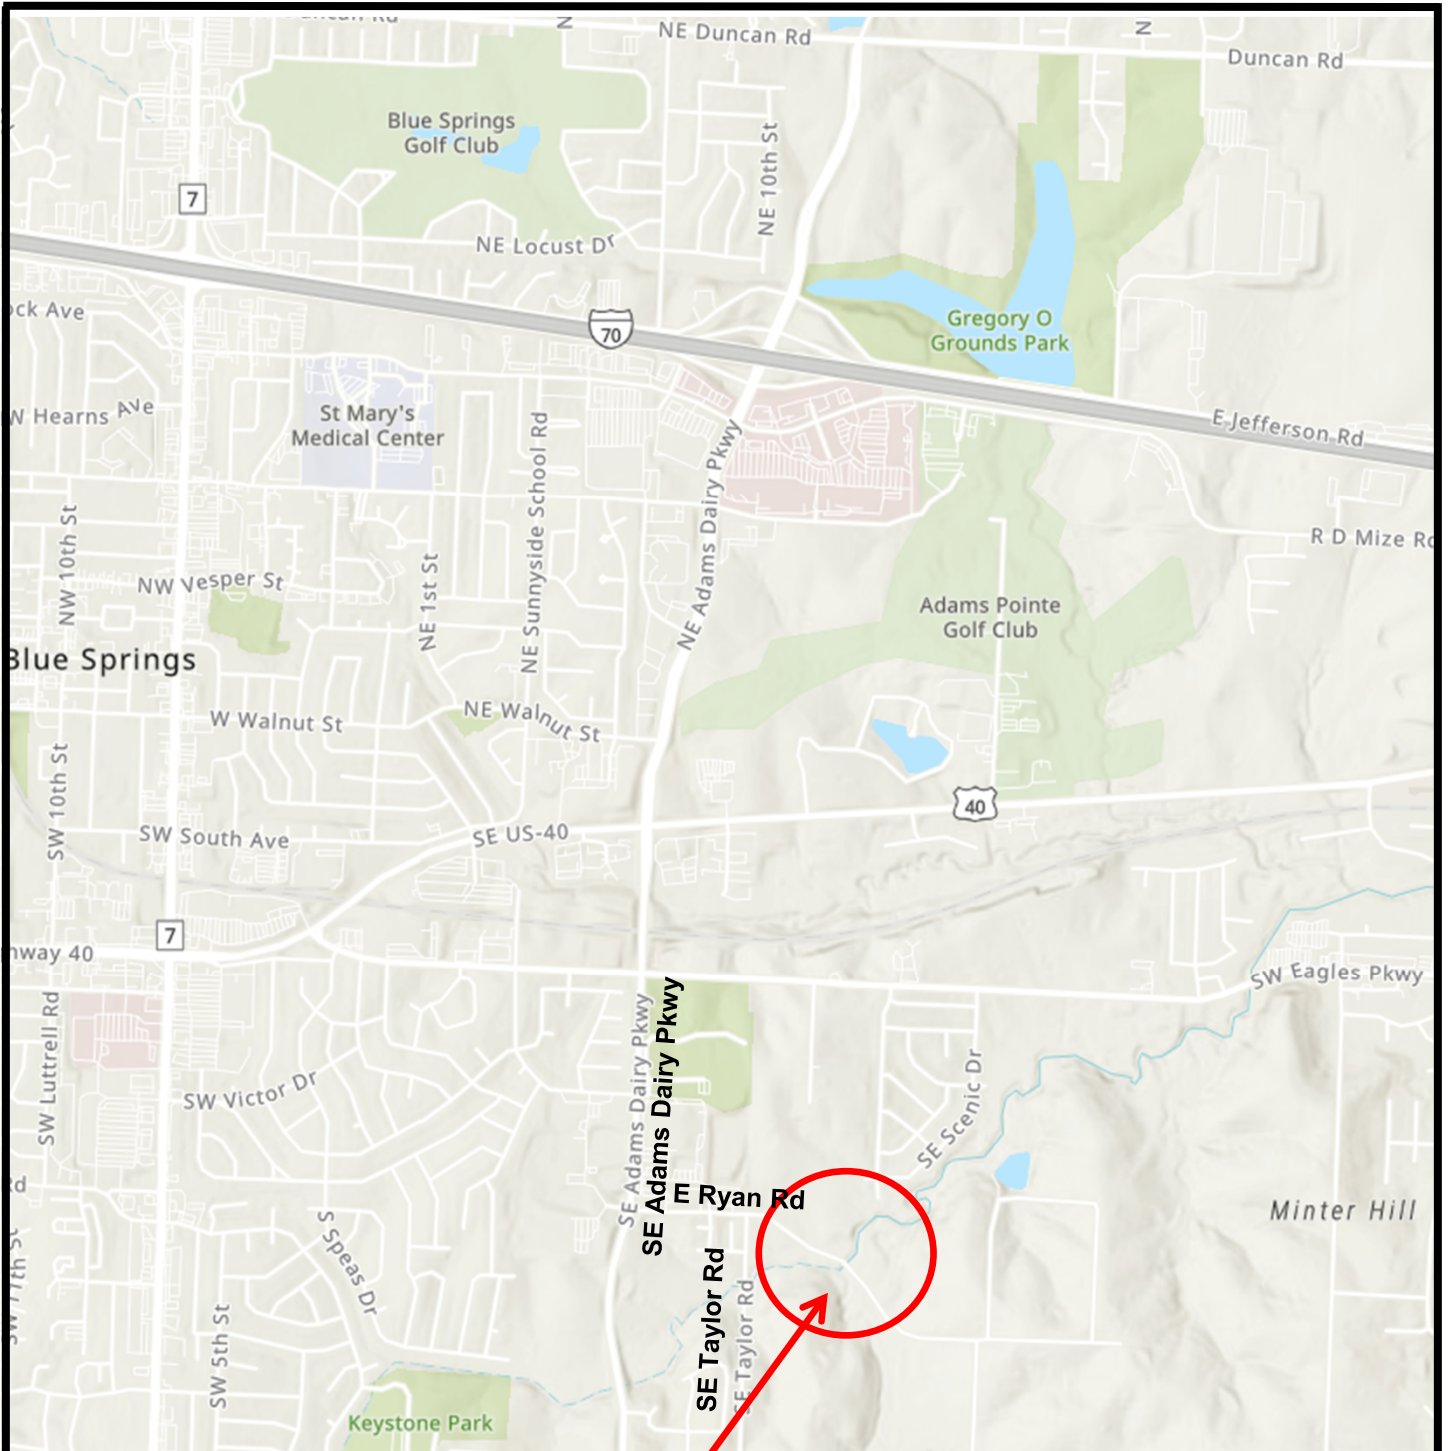 NE Duncan Rd
Duncan Rd
Blue Springs
Golf Club
NE 10th St
7
NE Locust Dr
70
Gregory O
Grounds Park
St Mary's
Medical Center
NE Sunnyside School Rd
NE Adams Dairy Pkwy
E Jefferson Rd
W Hearns Ave
NW 10th St
R D Mize Rd
NW Vesper St
NE 1st St
Adams Pointe
Golf Club
Blue Springs
W Walnut St
NE Walnut St
SW 10th St
40
SW South Ave
SE US-40
7
hway 40
SW Eagles Pkwy
SW Luttrell Rd
SE Adams Dairy Pkwy
SE Adams Dairy Pkwy
SW Victor Dr
SE Scenic Dr
E Ryan Rd
Minter Hill
S Speas Dr
SE Taylor Rd
SE Taylor Rd
SW 5th St
Keystone Park